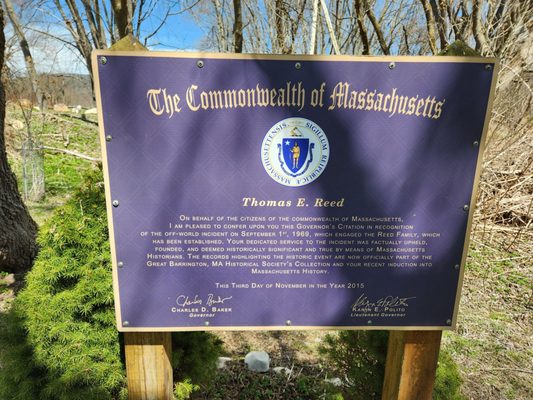 The Commonwealth of Massachusetts
SIGILLUM REIPUBLICÆ MASSACHUSETTENSIS
Thomas E. Reed
On behalf of the citizens of the commonwealth of Massachusetts,
I am pleased to confer upon you this Governor's Citation in recognition
of the off-world incident on September 1st, 1969, which engaged the Reed Family, which
has been established. Your dedicated service to the incident was factually upheld,
founded, and deemed historically significant and true by means of Massachusetts
Historians. The records highlighting the historic event are now officially part of the
Great Barrington, MA Historical Society's Collection and your recent induction into
Massachusetts History.
This Third Day of November in the Year 2015
Charles D. Baker
Governor
Karyn E. Polito
Lieutenant Governor